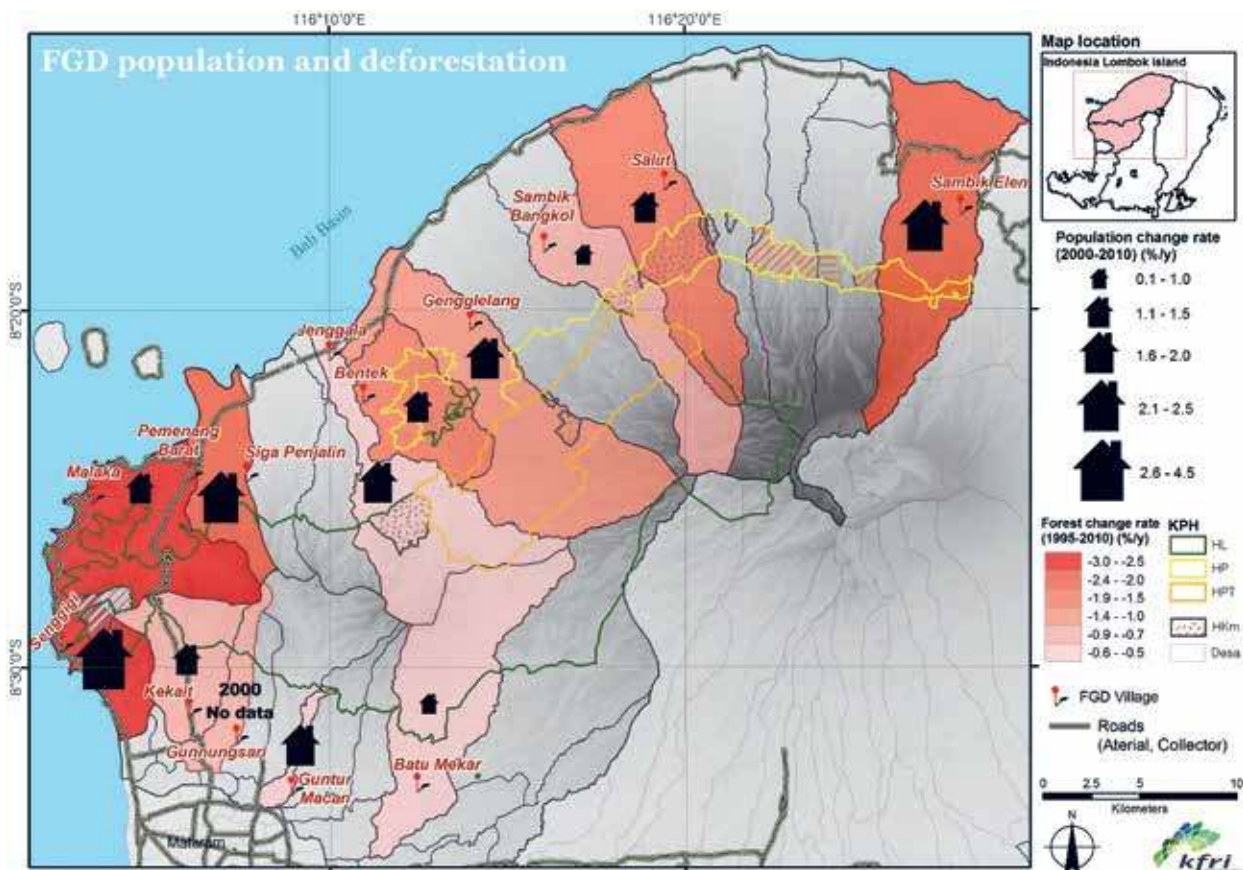 116°10'0"E
116°20'0"E
FGD population and deforestation
8°20'0"S
8°30'0"S
Bali Basin
Salut
Sambik
Bangkol
Sambik Elen
Gengglelang
Jenggala
Bentek
Pemenang
Barat
Siga Penjalin
Malaka
Senggigi
Kekait
2000
No data
Gunnungsari
Guntur
Macan
Batu Mekar
Mataram
Map location
Indonesia Lombok island
Population change rate
(2000-2010) (%/y)
0.1 - 1.0
1.1 - 1.5
1.6 - 2.0
2.1 - 2.5
2.6 - 4.5
Forest change rate
(1995-2010) (%/y)
-3.0 - -2.5
-2.4 - -2.0
-1.9 - -1.5
-1.4 - -1.0
-0.9 - -0.7
-0.6 - -0.5
KPH
HL
HP
HPT
HKm
Desa
FGD Village
Roads
(Aterial, Collector)
0 5 10
Kilometers
N
kfri